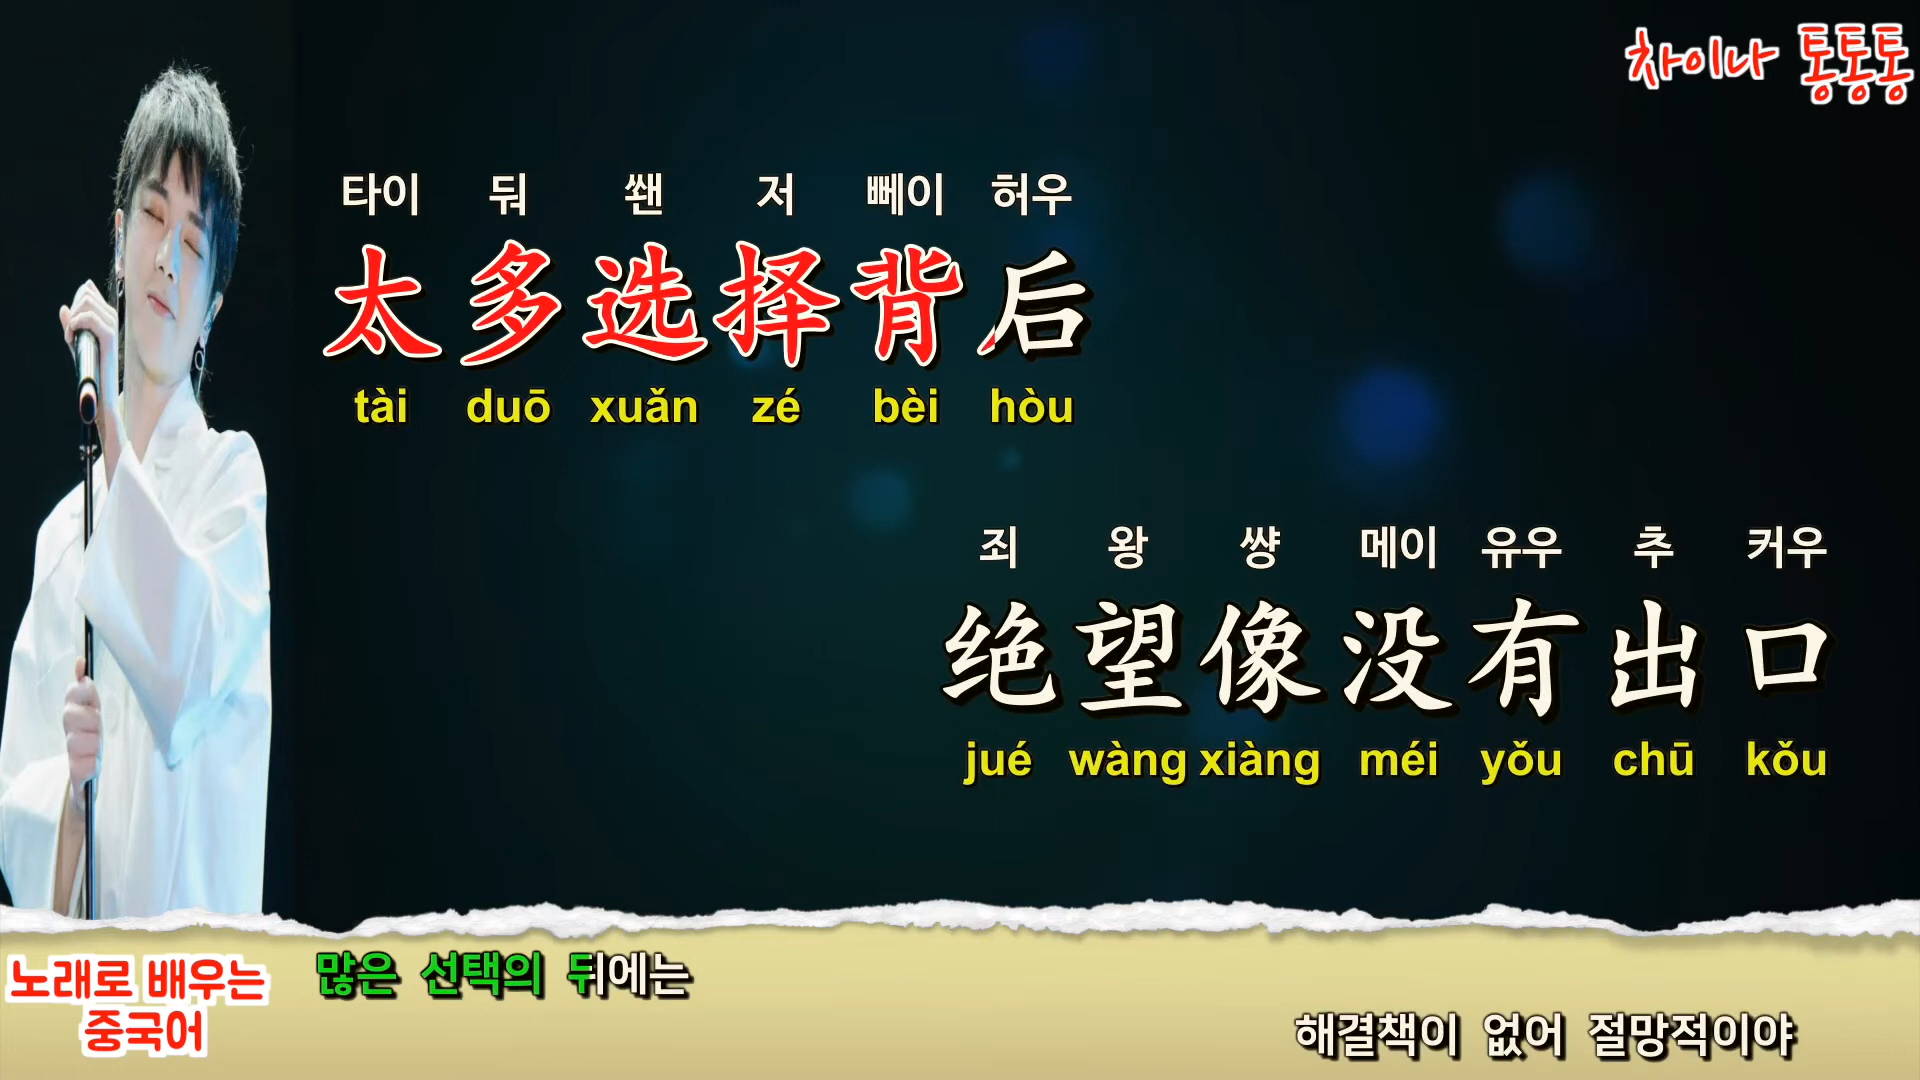 차이나 통통통
타이 둬 쌘 저 뻬이 허우
太多选择背后
tài duō xuǎn zé bèi hòu
죄 왕 썅 메이 유우 추 커우
绝望像没有出口
jué wàng xiàng méi yǒu chū kǒu
노래로 배우는
중국어
많은 선택의 뒤에는
해결책이 없어 절망적이야